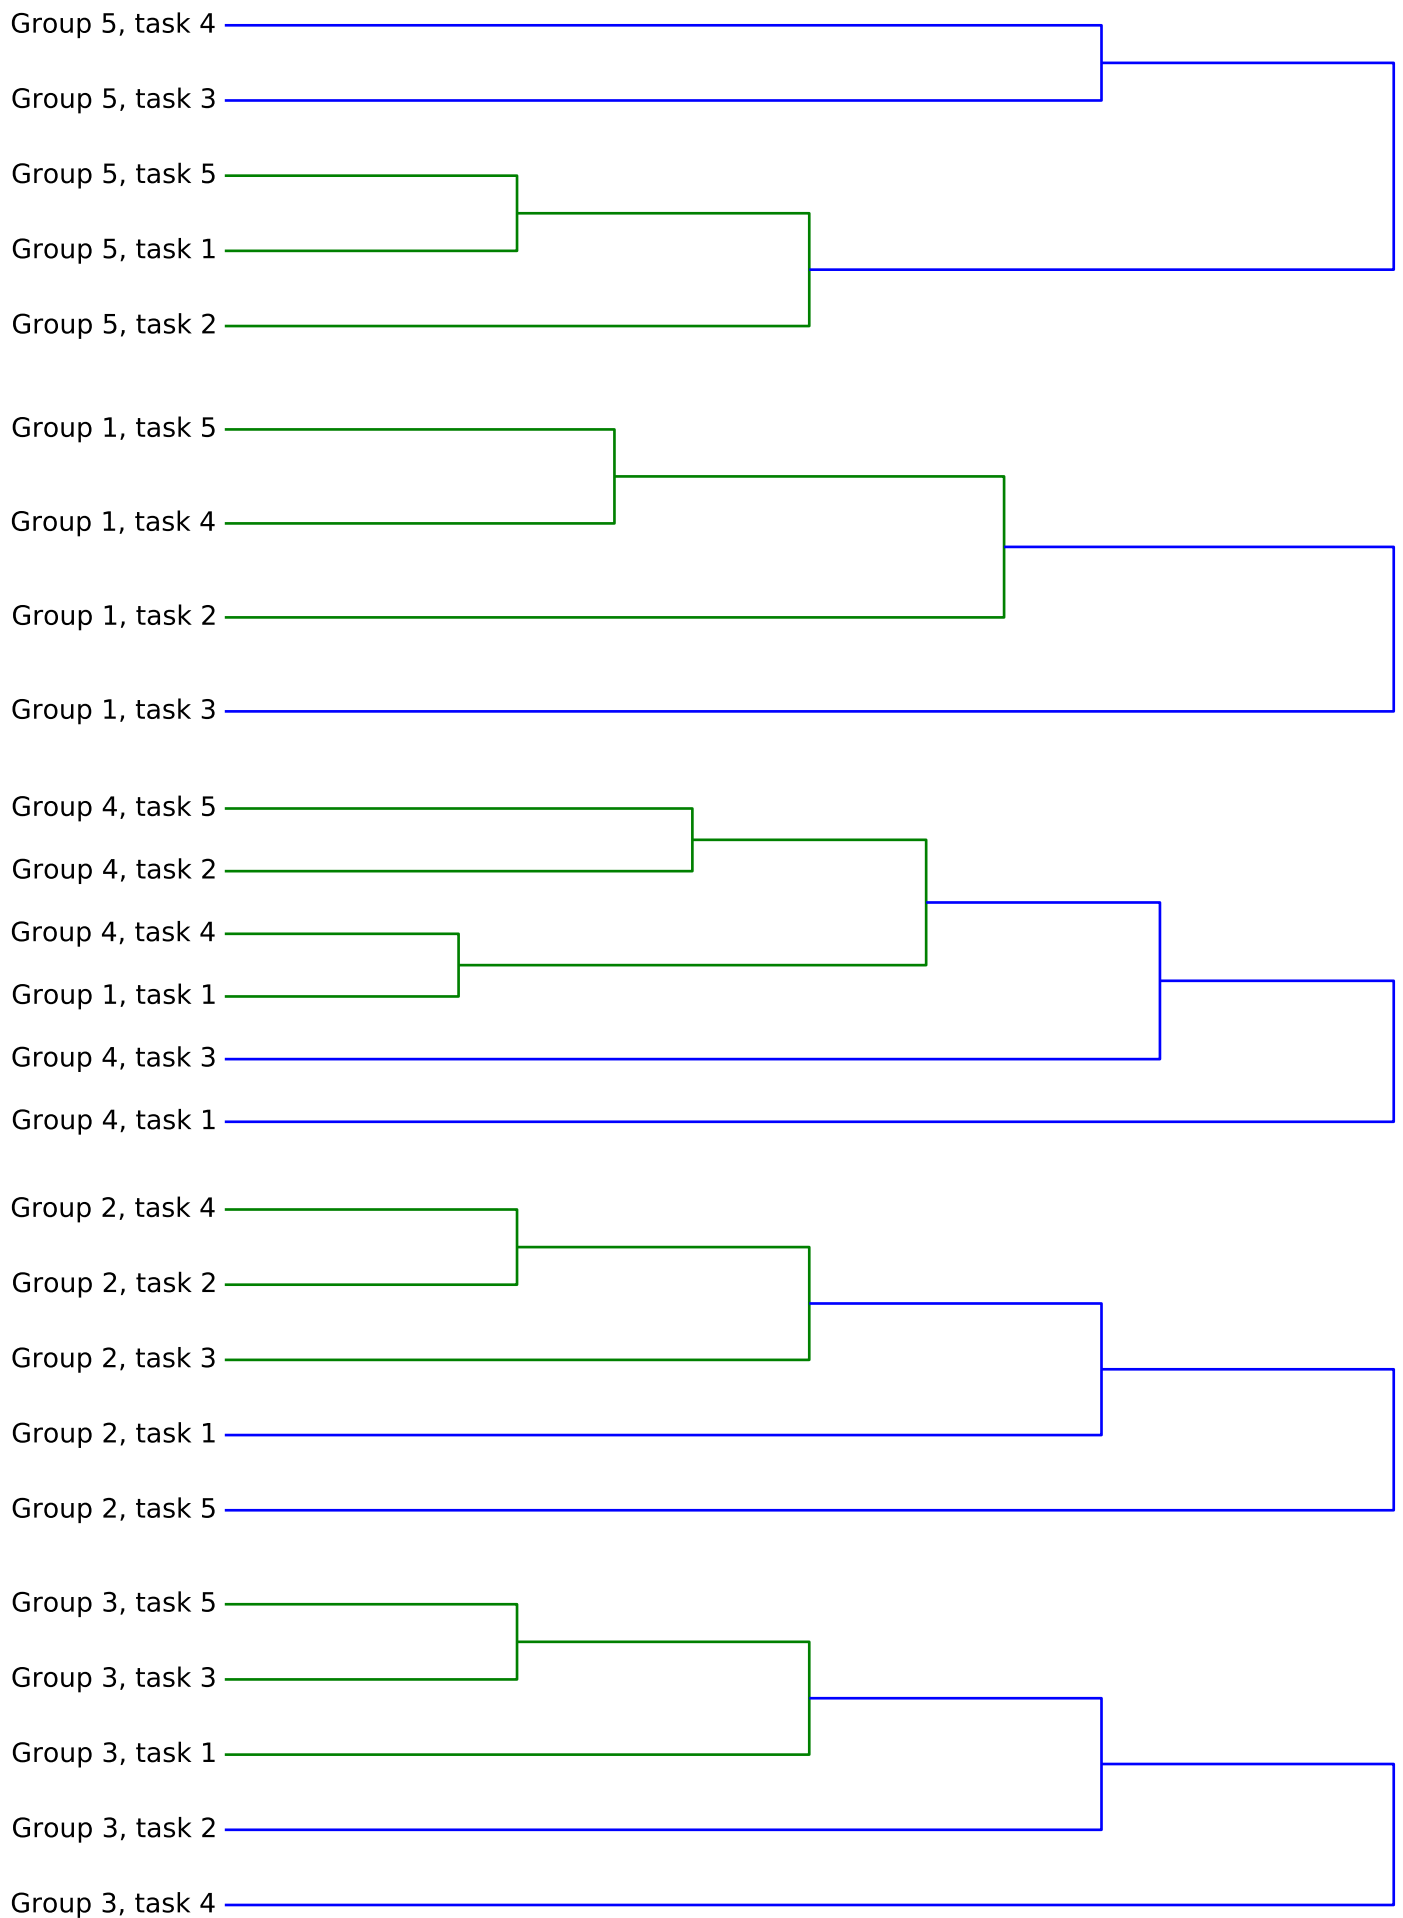 Group 5, task 4
Group 5, task 3
Group 5, task 5
Group 5, task 1
Group 5, task 2
Group 1, task 5
Group 1, task 4
Group 1, task 2
Group 1, task 3
Group 4, task 5
Group 4, task 2
Group 4, task 4
Group 1, task 1
Group 4, task 3
Group 4, task 1
Group 2, task 4
Group 2, task 2
Group 2, task 3
Group 2, task 1
Group 2, task 5
Group 3, task 5
Group 3, task 3
Group 3, task 1
Group 3, task 2
Group 3, task 4